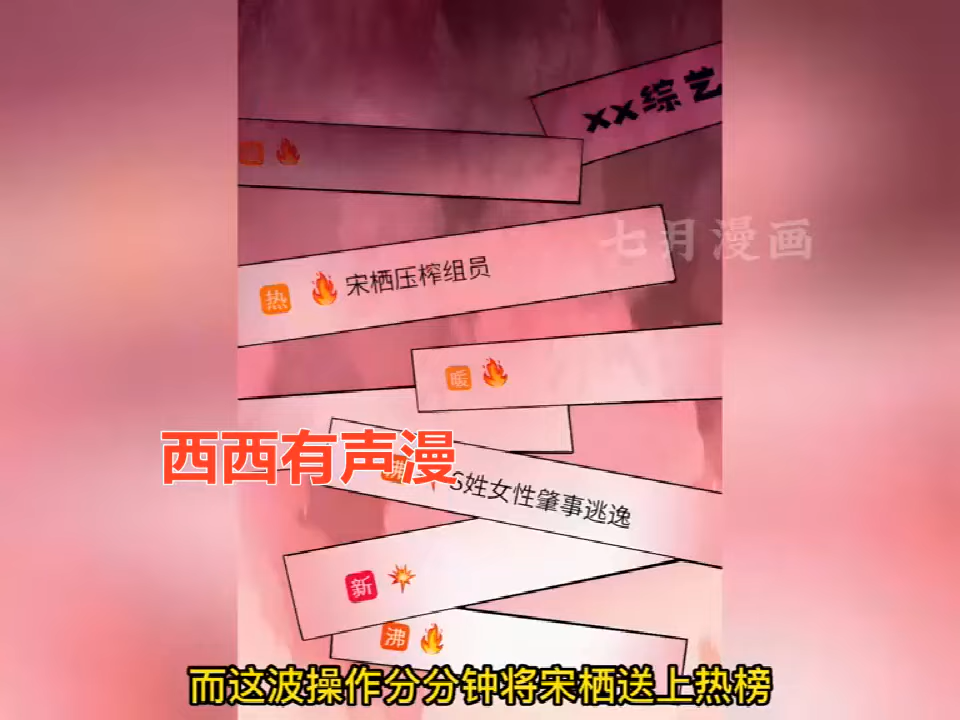 XX综艺
七月漫画
热 宋栖压榨组员
暖
西西有声漫
沸 S姓女性肇事逃逸
新
沸
而这波操作分分钟将宋栖送上热榜